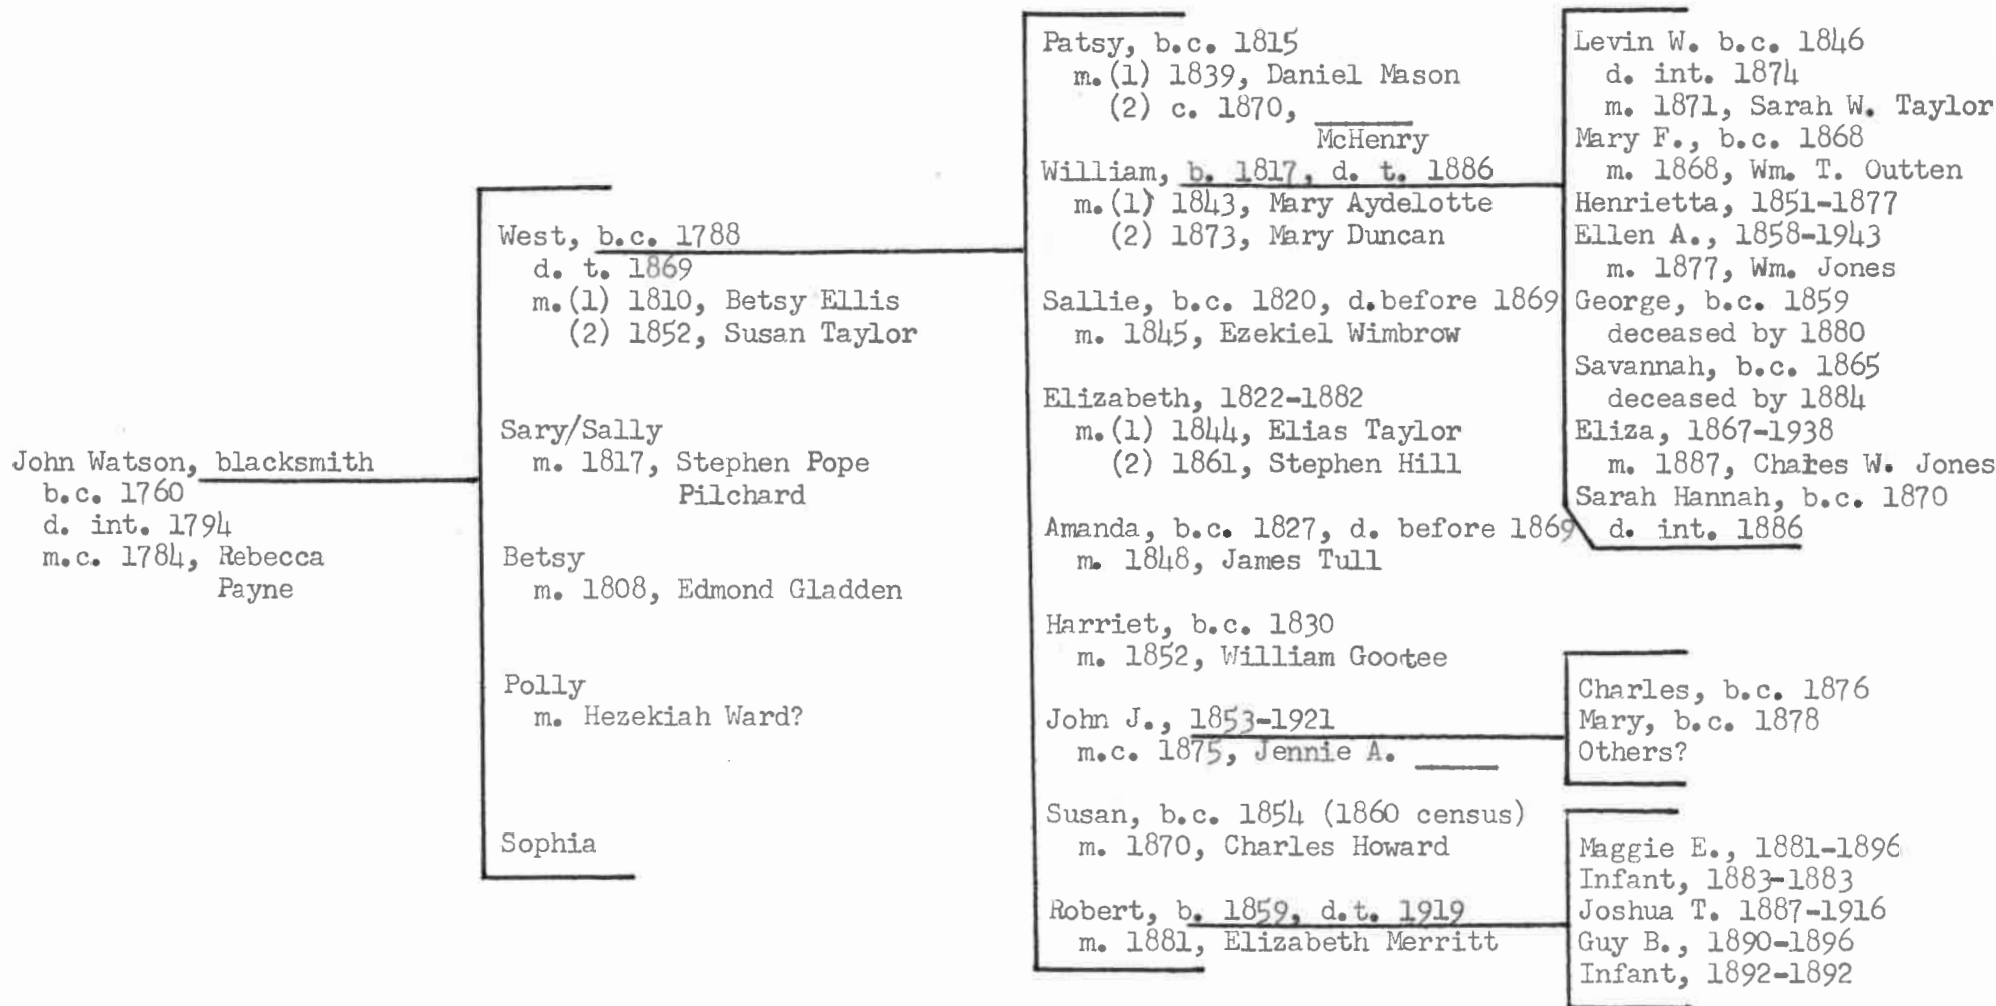 John Watson, blacksmith
b.c. 1760
d. int. 1794
m.c. 1784, Rebecca
Payne
West, b.c. 1788
d. t. 1869
m.(1) 1810, Betsy Ellis
(2) 1852, Susan Taylor
Sary/Sally
m. 1817, Stephen Pope
Pilchard
Betsy
m. 1808, Edmond Gladden
Polly
m. Hezekiah Ward?
Sophia
Patsy, b.c. 1815
m.(1) 1839, Daniel Mason
(2) c. 1870, ______
McHenry
William, b. 1817, d. t. 1886
m.(1) 1843, Mary Aydelotte
(2) 1873, Mary Duncan
Sallie, b.c. 1820, d.before 1869
m. 1845, Ezekiel Wimbrow
Elizabeth, 1822-1882
m.(1) 1844, Elias Taylor
(2) 1861, Stephen Hill
Amanda, b.c. 1827, d. before 1869
m. 1848, James Tull
Harriet, b.c. 1830
m. 1852, William Gootee
John J., 1853-1921
m.c. 1875, Jennie A. _____
Susan, b.c. 1854 (1860 census)
m. 1870, Charles Howard
Robert, b. 1859, d.t. 1919
m. 1881, Elizabeth Merritt
Levin W. b.c. 1846
d. int. 1874
m. 1871, Sarah W. Taylor
Mary F., b.c. 1868
m. 1868, Wm. T. Outten
Henrietta, 1851-1877
Ellen A., 1858-1943
m. 1877, Wm. Jones
George, b.c. 1859
deceased by 1880
Savannah, b.c. 1865
deceased by 1884
Eliza, 1867-1938
m. 1887, Chares W. Jones
Sarah Hannah, b.c. 1870
d. int. 1886
Charles, b.c. 1876
Mary, b.c. 1878
Others?
Maggie E., 1881-1896
Infant, 1883-1883
Joshua T. 1887-1916
Guy B., 1890-1896
Infant, 1892-1892